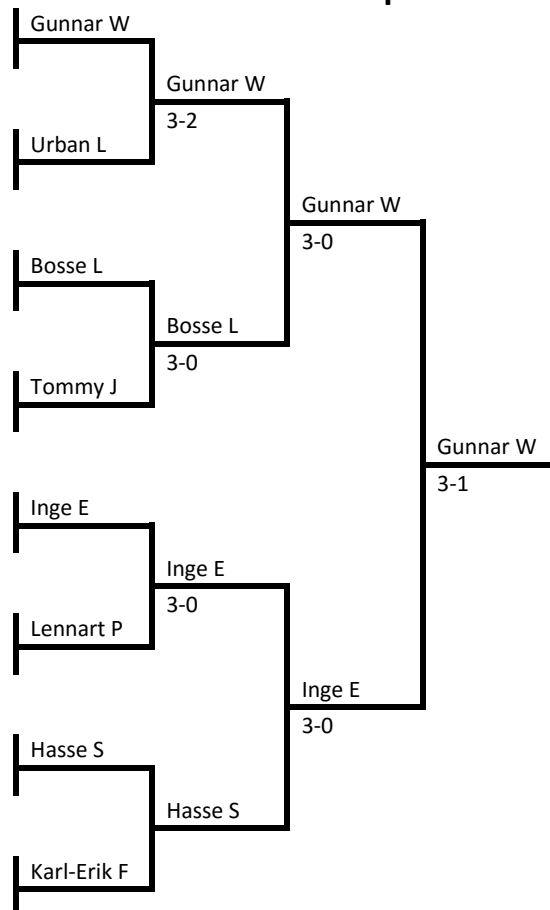 Gunnar W
Gunnar W
3-2
Urban L
Gunnar W
3-0
Bosse L
Bosse L
3-0
Tommy J
Gunnar W
3-1
Inge E
Inge E
3-0
Lennart P
Inge E
3-0
Hasse S
Hasse S
Karl-Erik F